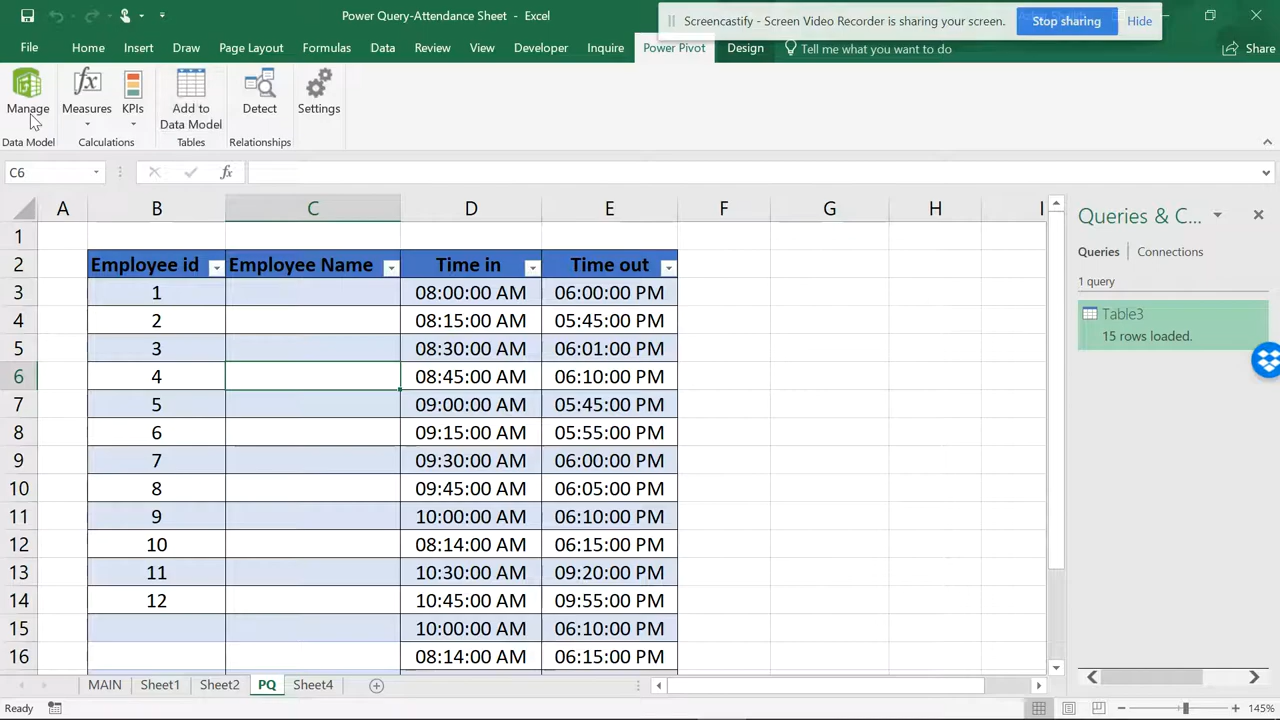 Power Query-Attendance Sheet - Excel
Screencastify - Screen Video Recorder is sharing your screen. Stop sharing Hide
File Home Insert Draw Page Layout Formulas Data Review View Developer Inquire Power Pivot Design Tell me what you want to do Share
Manage Measures KPIs Add to Data Model Detect Settings
Data Model Calculations Tables Relationships
C6 fx
A B C D E F G H I
Queries & C...
Queries Connections
1 query
Table3
15 rows loaded.
1
2 Employee id Employee Name Time in Time out
3 1 08:00:00 AM 06:00:00 PM
4 2 08:15:00 AM 05:45:00 PM
5 3 08:30:00 AM 06:01:00 PM
6 4 08:45:00 AM 06:10:00 PM
7 5 09:00:00 AM 05:45:00 PM
8 6 09:15:00 AM 05:55:00 PM
9 7 09:30:00 AM 06:00:00 PM
10 8 09:45:00 AM 06:05:00 PM
11 9 10:00:00 AM 06:10:00 PM
12 10 08:14:00 AM 06:15:00 PM
13 11 10:30:00 AM 09:20:00 PM
14 12 10:45:00 AM 09:55:00 PM
15 10:00:00 AM 06:10:00 PM
16 08:14:00 AM 06:15:00 PM
MAIN Sheet1 Sheet2 PQ Sheet4
Ready 145%